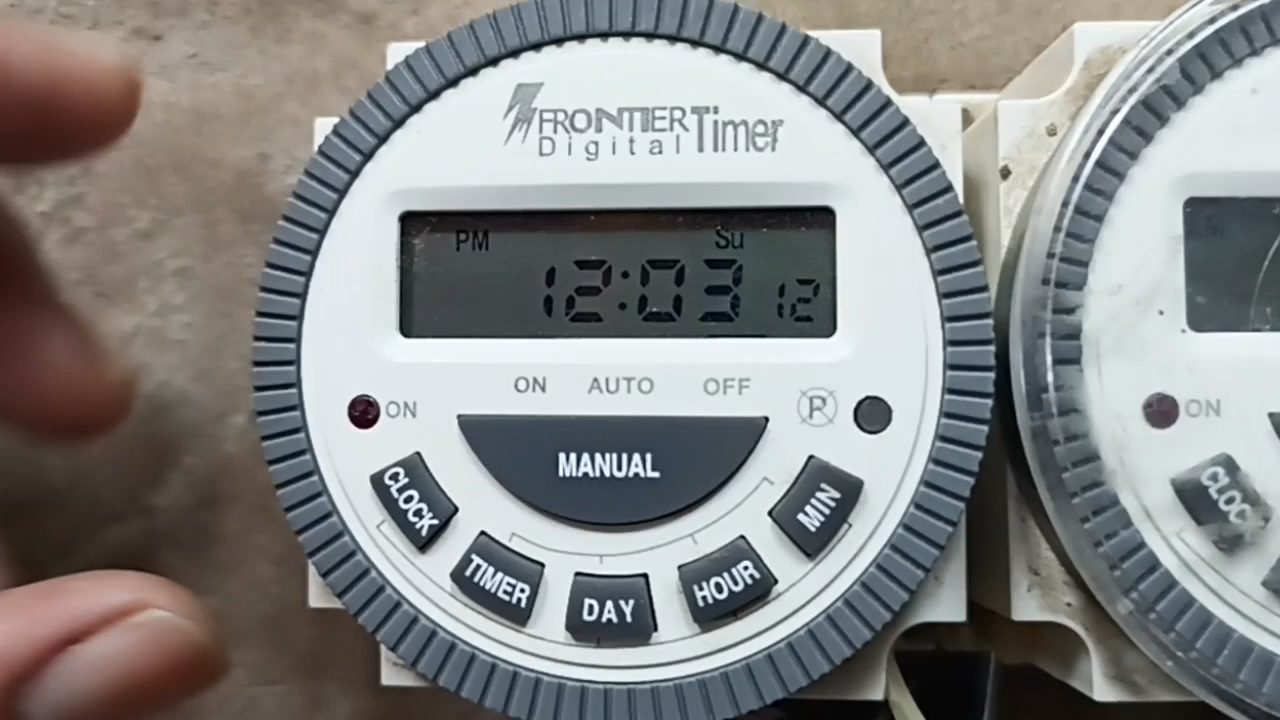 FRONTIER Timer
Digital
PM Su
12:03 12
ON AUTO OFF
ON
R
MANUAL
CLOCK
TIMER
DAY
HOUR
MIN
ON
CLOC